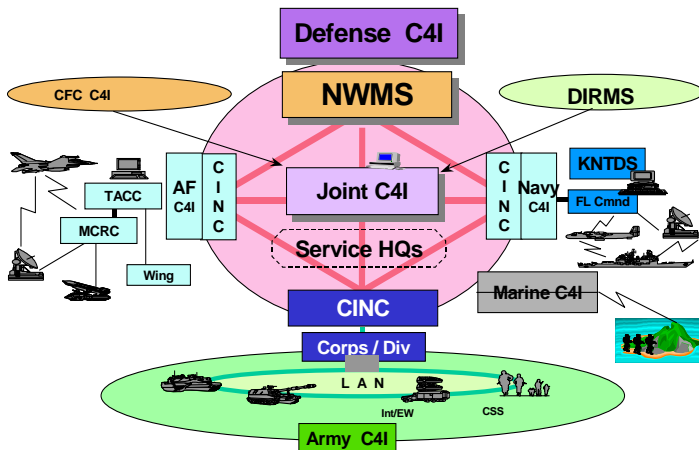 Defense C4I
NWMS
CFC C4I
DIRMS
KNTDS
TACC
AF
C4I
C
I
N
C
Joint C4I
C
I
N
C
Navy
C4I
FL Cmnd
MCRC
Wing
Service HQs
Marine C4I
CINC
Corps / Div
L A N
Int/EW
CSS
Army C4I